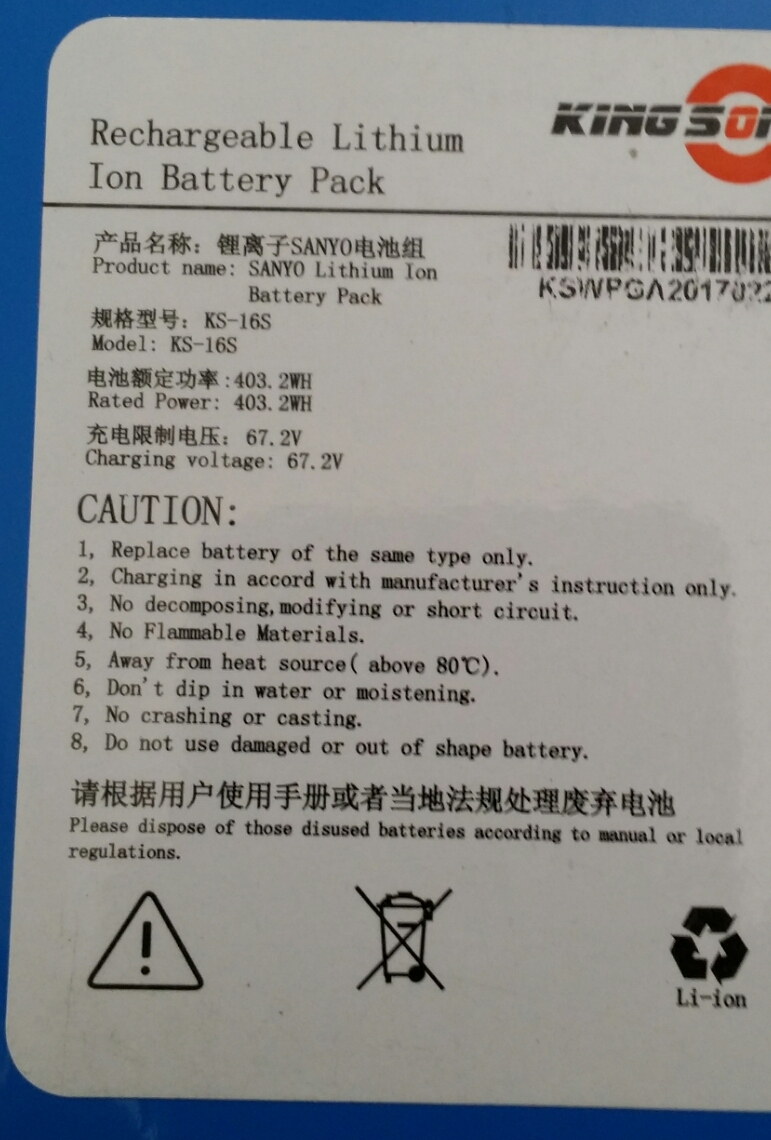 Rechargeable Lithium
Ion Battery Pack
KING SO
产品名称：锂离子SANYO电池组
Product name: SANYO Lithium Ion
Battery Pack
KSWPGA2017022
规格型号：KS-16S
Model: KS-16S
电池额定功率:403.2WH
Rated Power: 403.2WH
充电限制电压：67.2V
Charging voltage: 67.2V
CAUTION:
1, Replace battery of the same type only.
2, Charging in accord with manufacturer's instruction only.
3, No decomposing,modifying or short circuit.
4, No Flammable Materials.
5, Away from heat source( above 80℃).
6, Don't dip in water or moistening.
7, No crashing or casting.
8, Do not use damaged or out of shape battery.
请根据用户使用手册或者当地法规处理废弃电池
Please dispose of those disused batteries according to manual or local
regulations.
Li-ion